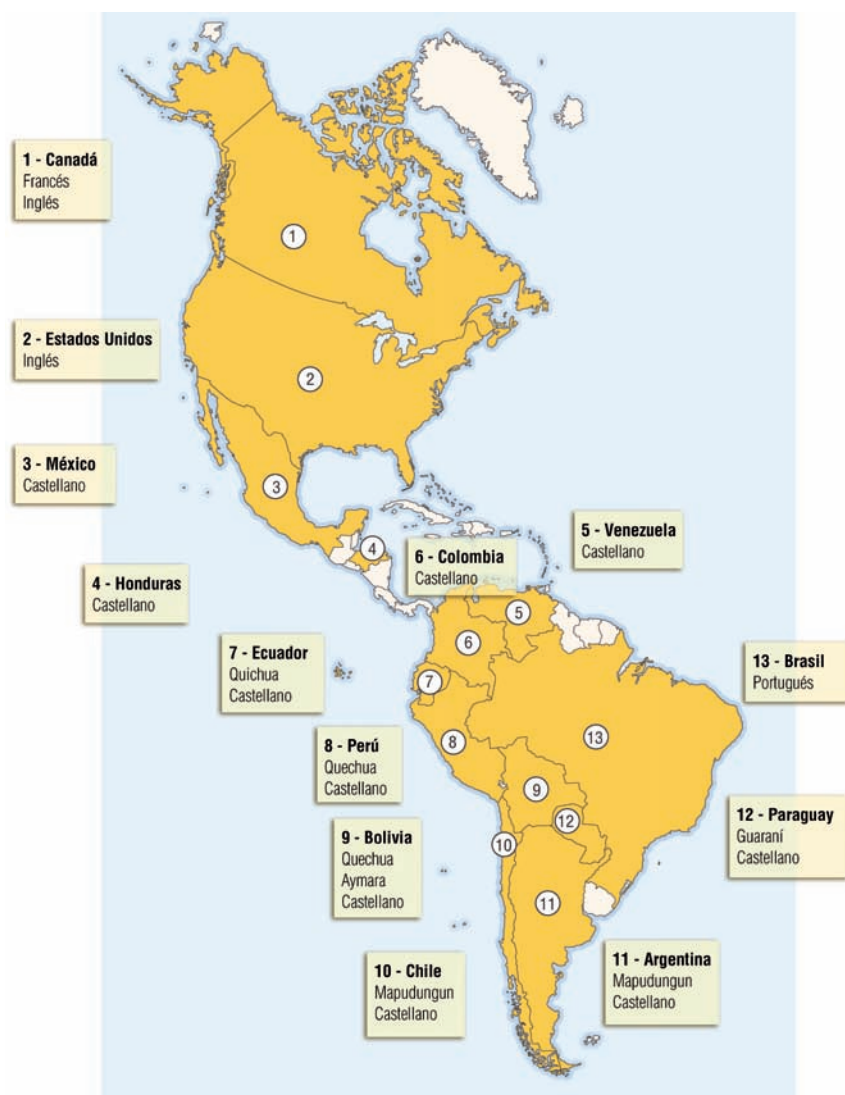 1 - Canadá
Francés
Inglés
2 - Estados Unidos
Inglés
3 - México
Castellano
4 - Honduras
Castellano
5 - Venezuela
Castellano
6 - Colombia
Castellano
7 - Ecuador
Quichua
Castellano
8 - Perú
Quechua
Castellano
9 - Bolivia
Quechua
Aymara
Castellano
10 - Chile
Mapudungun
Castellano
11 - Argentina
Mapudungun
Castellano
12 - Paraguay
Guaraní
Castellano
13 - Brasil
Portugués
1
2
3
4
5
6
7
8
13
9
12
10
11